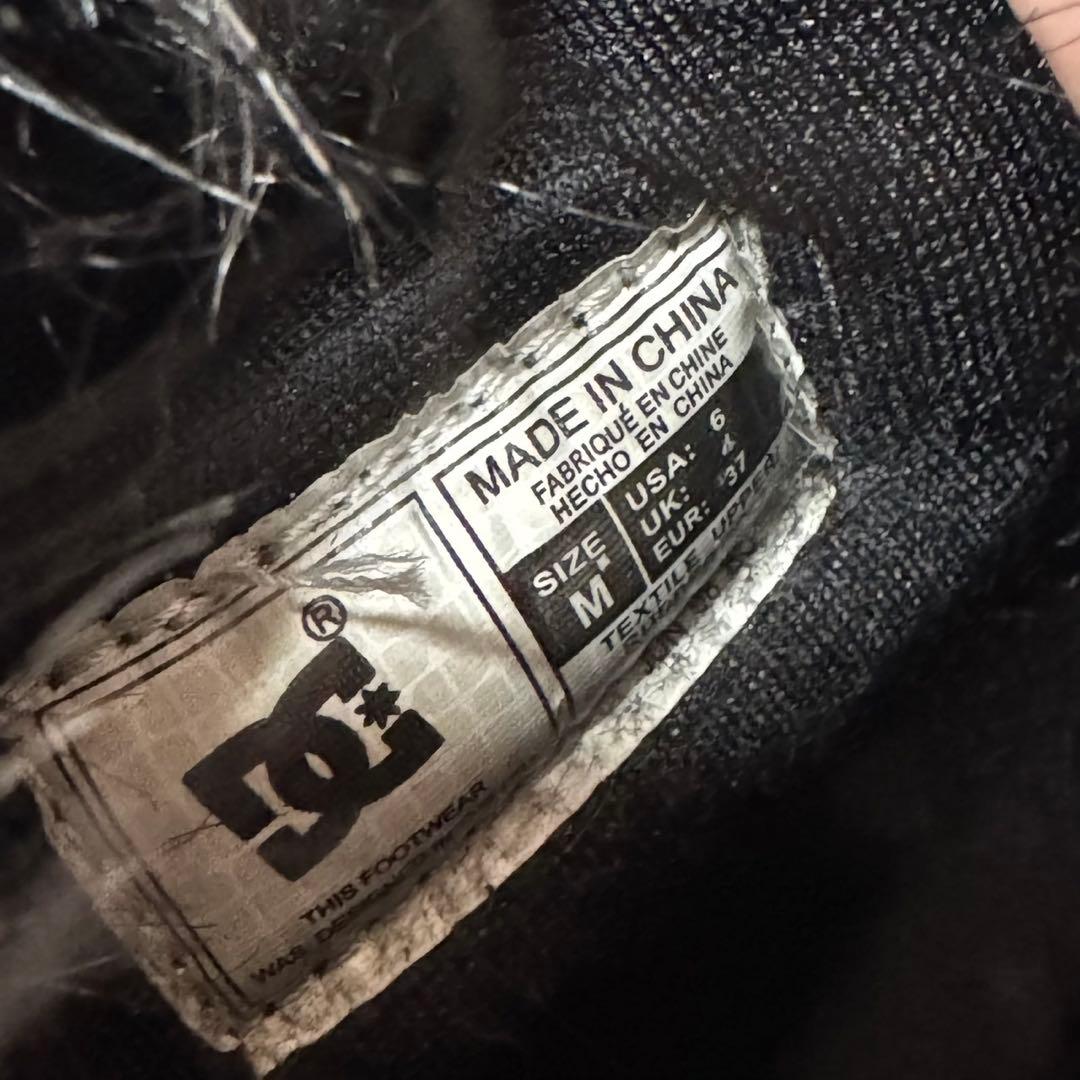 DC
®
THIS FOOTWEAR
WAS
MADE IN CHINA
FABRIQUÉ EN CHINE
HECHO EN CHINA
SIZE: M
USA: 6
UK: 4
EUR: 37
TEXTILE UPPER